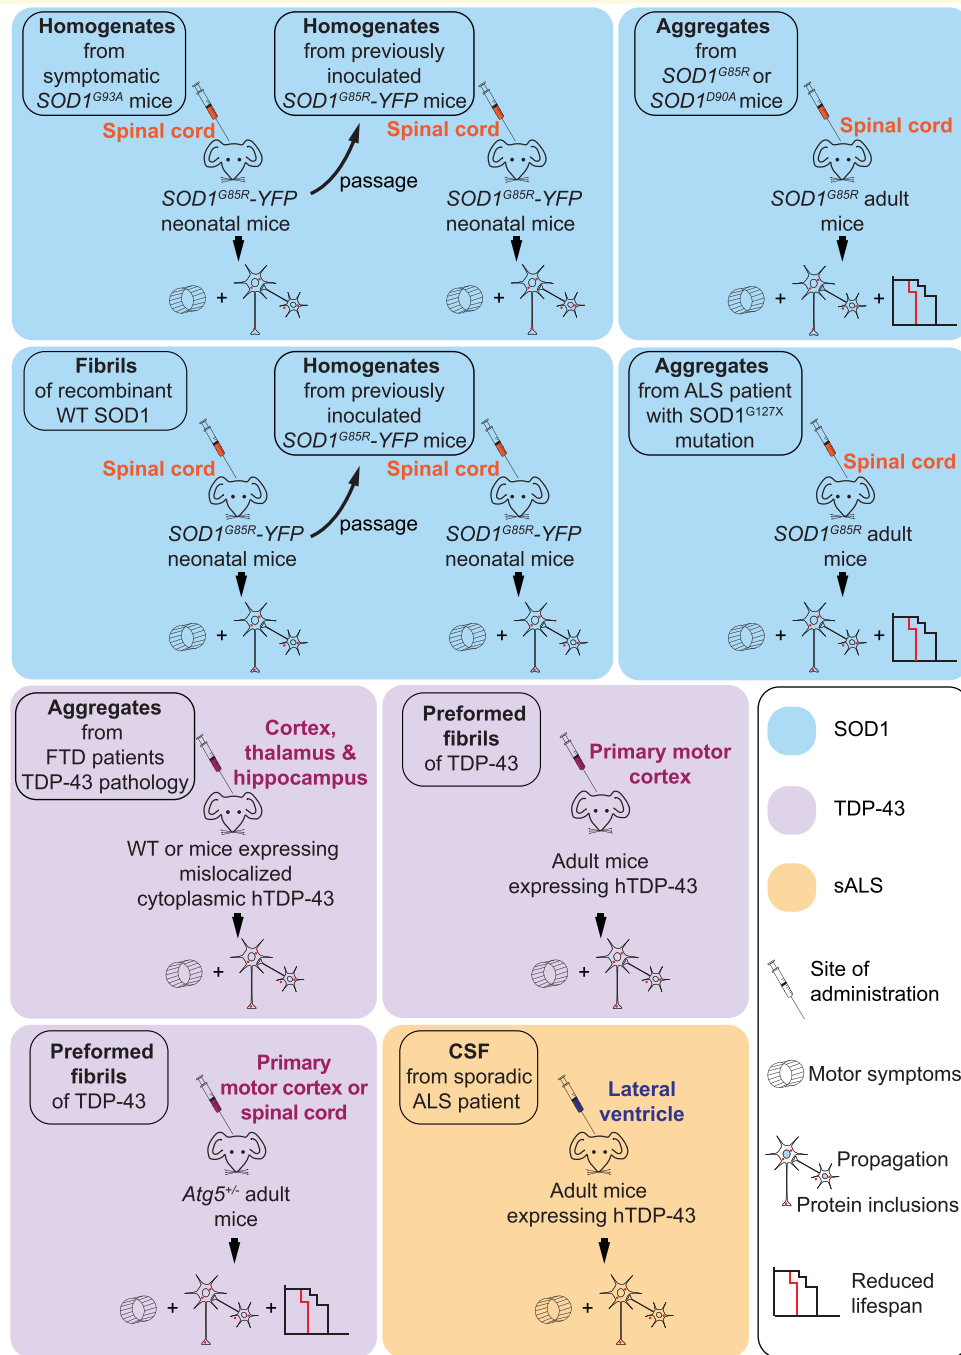 Homogenates
from
symptomatic
SOD1G93A mice
Spinal cord
SOD1G85R-YFP
neonatal mice
+
passage
Homogenates
from previously
inoculated
SOD1G85R-YFP mice
Spinal cord
SOD1G85R-YFP
neonatal mice
+
Aggregates
from
SOD1G85R or
SOD1D90A mice
Spinal cord
SOD1G85R adult
mice
+ +
Fibrils
of recombinant
WT SOD1
Spinal cord
SOD1G85R-YFP
neonatal mice
+
passage
Homogenates
from previously
inoculated
SOD1G85R-YFP mice
Spinal cord
SOD1G85R-YFP
neonatal mice
+
Aggregates
from ALS patient
with SOD1G127X
mutation
Spinal cord
SOD1G85R adult
mice
+ +
Aggregates
from
FTD patients
TDP-43 pathology
Cortex,
thalamus &
hippocampus
WT or mice expressing
mislocalized
cytoplasmic hTDP-43
+
Preformed
fibrils
of TDP-43
Primary motor
cortex
Adult mice
expressing hTDP-43
+
Preformed
fibrils
of TDP-43
Primary
motor cortex or
spinal cord
Atg5+/- adult
mice
+ +
CSF
from sporadic
ALS patient
Lateral
ventricle
Adult mice
expressing hTDP-43
+
SOD1
TDP-43
sALS
Site of
administration
Motor symptoms
Propagation
Protein inclusions
Reduced
lifespan